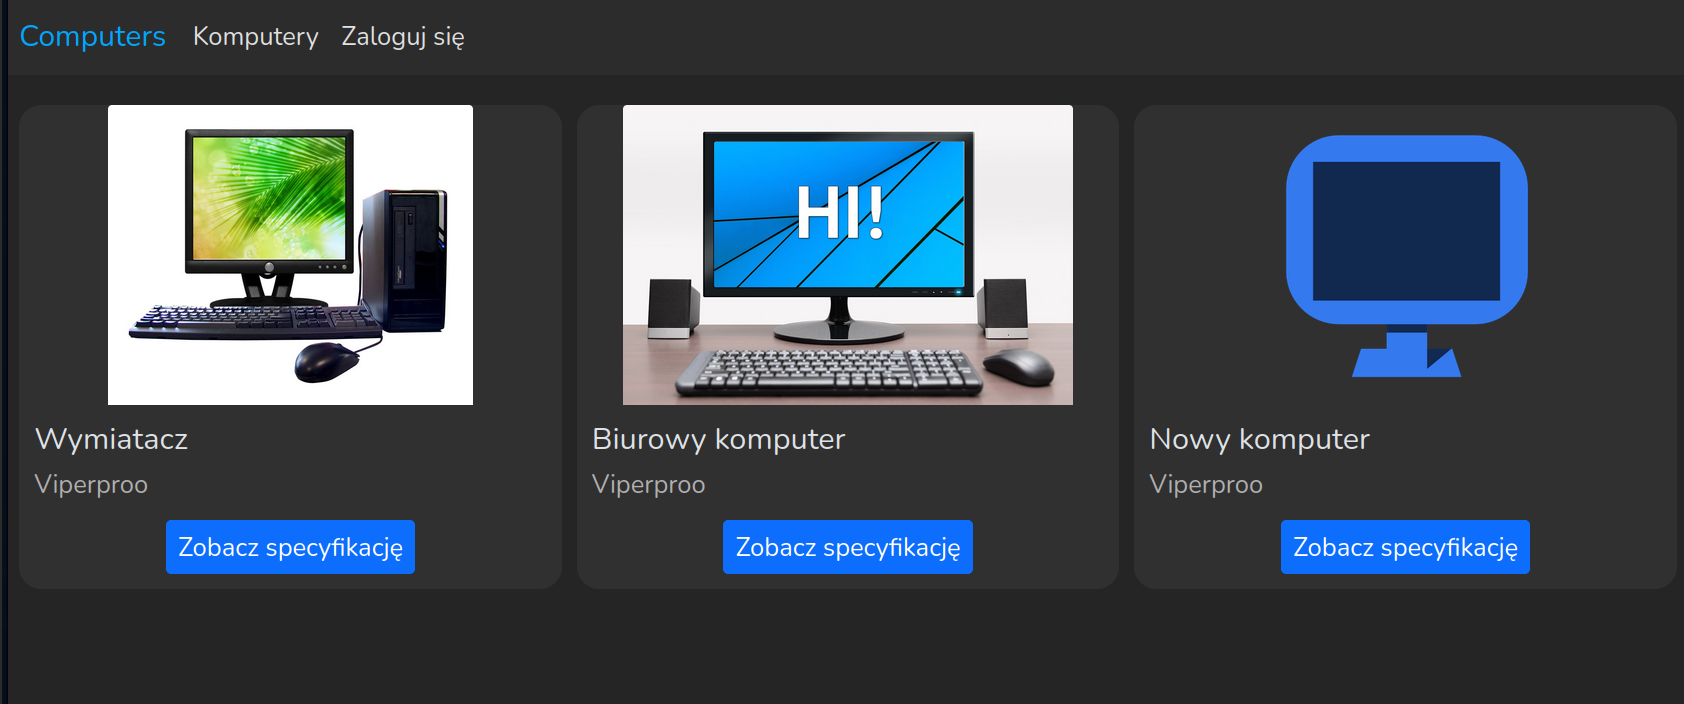 Computers Komputery Zaloguj się
HI!
Wymiatacz
Viperproo
Zobacz specyfikację
Biurowy komputer
Viperproo
Zobacz specyfikację
Nowy komputer
Viperproo
Zobacz specyfikację